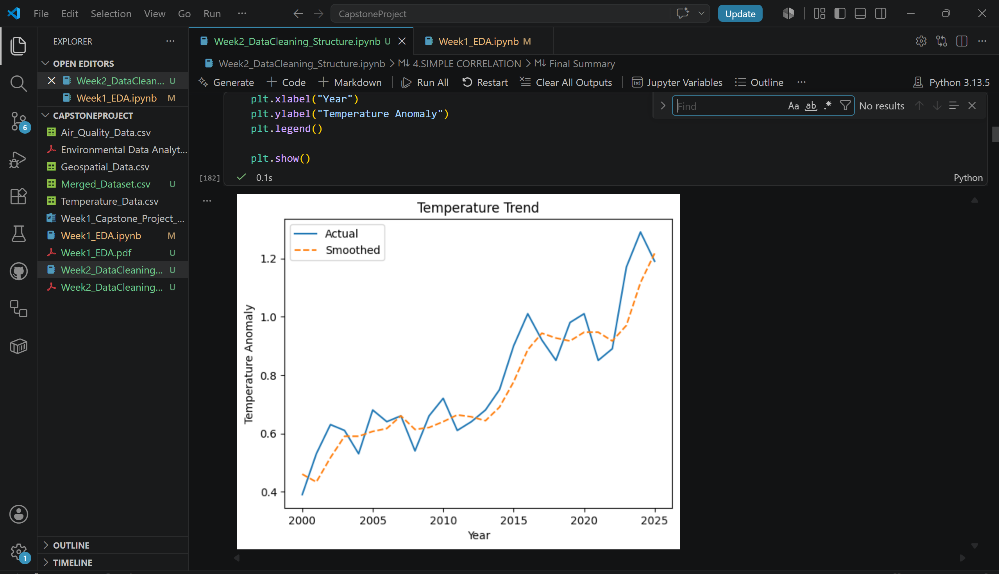 File Edit Selection View Go Run ··· CapstoneProject Update
EXPLORER ···
OPEN EDITORS
Week2_DataClean... U
Week1_EDA.ipynb M
CAPSTONEPROJECT
Air_Quality_Data.csv
Environmental Data Analyt...
Geospatial_Data.csv
Merged_Dataset.csv U
Temperature_Data.csv
Week1_Capstone_Project_...
Week1_EDA.ipynb M
Week1_EDA.pdf U
Week2_DataCleaning... U
Week2_DataCleaning... U
OUTLINE
TIMELINE
6
1
Week2_DataCleaning_Structure.ipynb U Week1_EDA.ipynb M
Week2_DataCleaning_Structure.ipynb > M↓ 4.SIMPLE CORRELATION > M↓ Final Summary
Generate + Code + Markdown Run All Restart Clear All Outputs Jupyter Variables Outline ··· Python 3.13.5
Find Aa ab .* No results
plt.xlabel("Year")
plt.ylabel("Temperature Anomaly")
plt.legend()
plt.show()
[182] 0.1s Python
Temperature Trend
Actual
Smoothed
1.2
1.0
0.8
0.6
0.4
Temperature Anomaly
2000 2005 2010 2015 2020 2025
Year